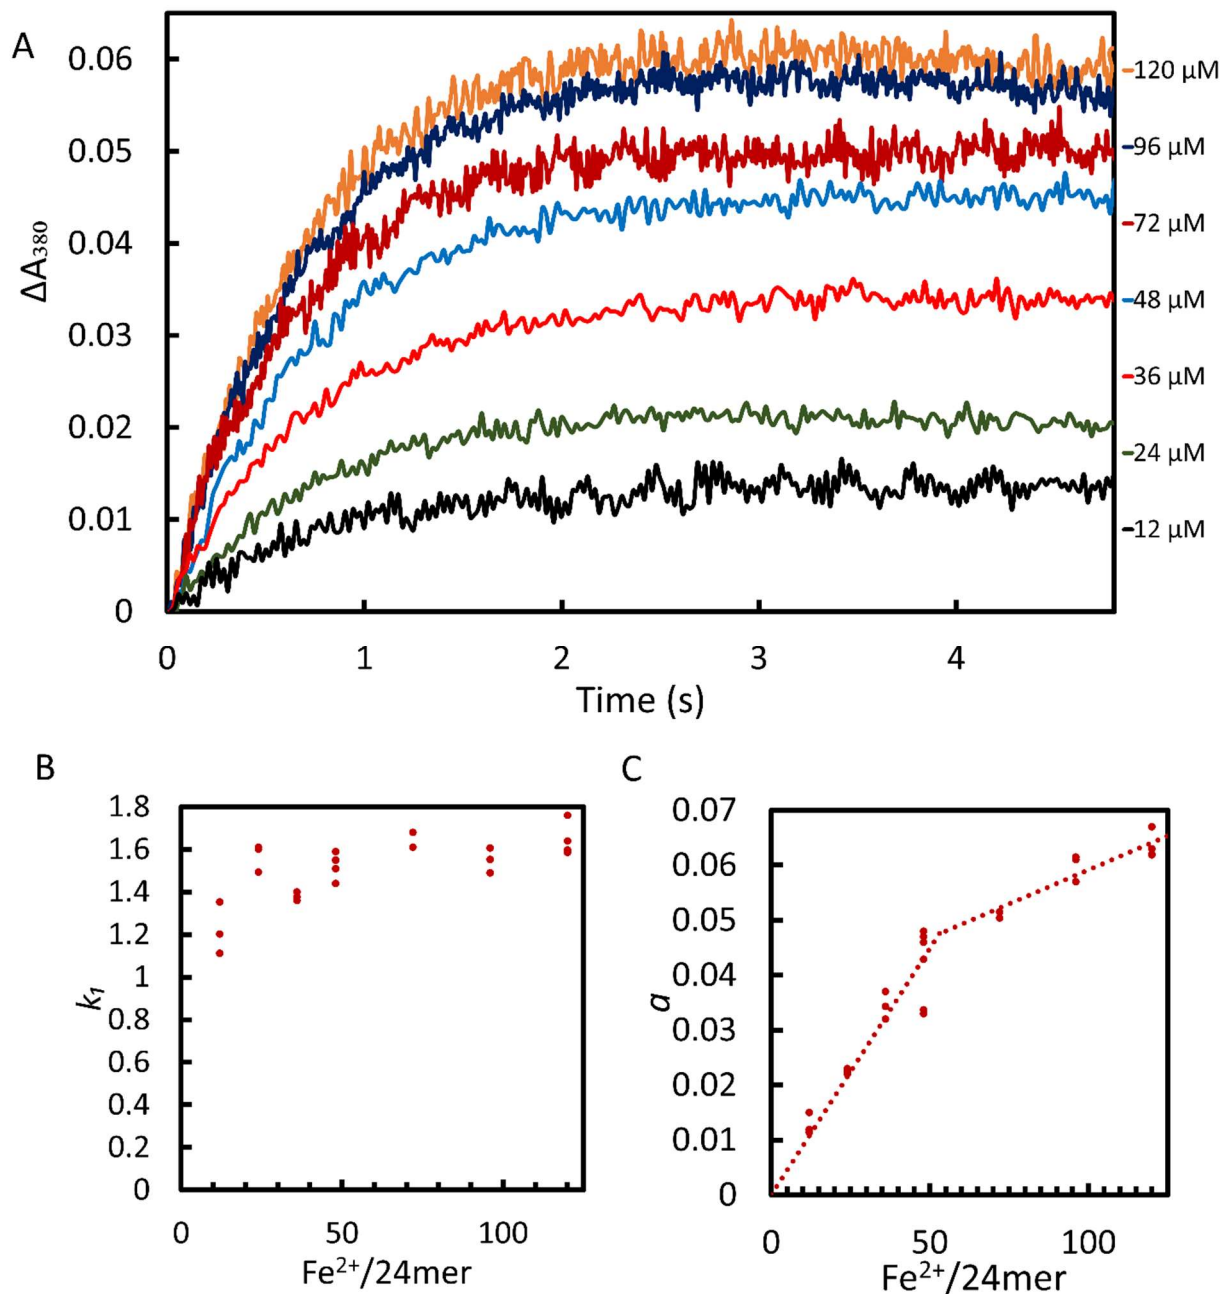 A
0.06
0.05
0.04
0.03
0.02
0.01
0
ΔA₃₈₀
0 1 2 3 4
Time (s)
120 µM
96 µM
72 µM
48 µM
36 µM
24 µM
12 µM
B
1.8
1.6
1.4
1.2
1
0.8
0.6
0.4
0.2
0
k₁
0 50 100
Fe²⁺/24mer
C
0.07
0.06
0.05
0.04
0.03
0.02
0.01
0
a
0 50 100
Fe²⁺/24mer